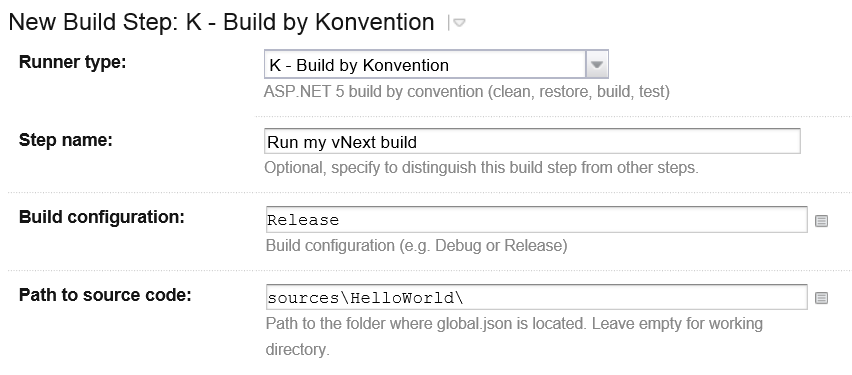 New Build Step: K - Build by Konvention
Runner type:
K - Build by Konvention
ASP.NET 5 build by convention (clean, restore, build, test)
Step name:
Run my vNext build
Optional, specify to distinguish this build step from other steps.
Build configuration:
Release
Build configuration (e.g. Debug or Release)
Path to source code:
sources\HelloWorld\
Path to the folder where global.json is located. Leave empty for working
directory.